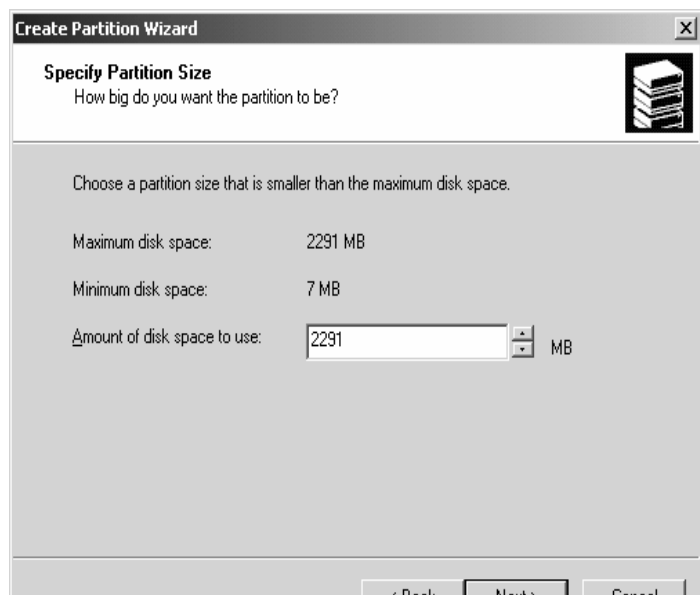 Create Partition Wizard
Specify Partition Size
How big do you want the partition to be?
Choose a partition size that is smaller than the maximum disk space.
Maximum disk space: 2291 MB
Minimum disk space: 7 MB
Amount of disk space to use: 2291 MB
< Back Next > Cancel